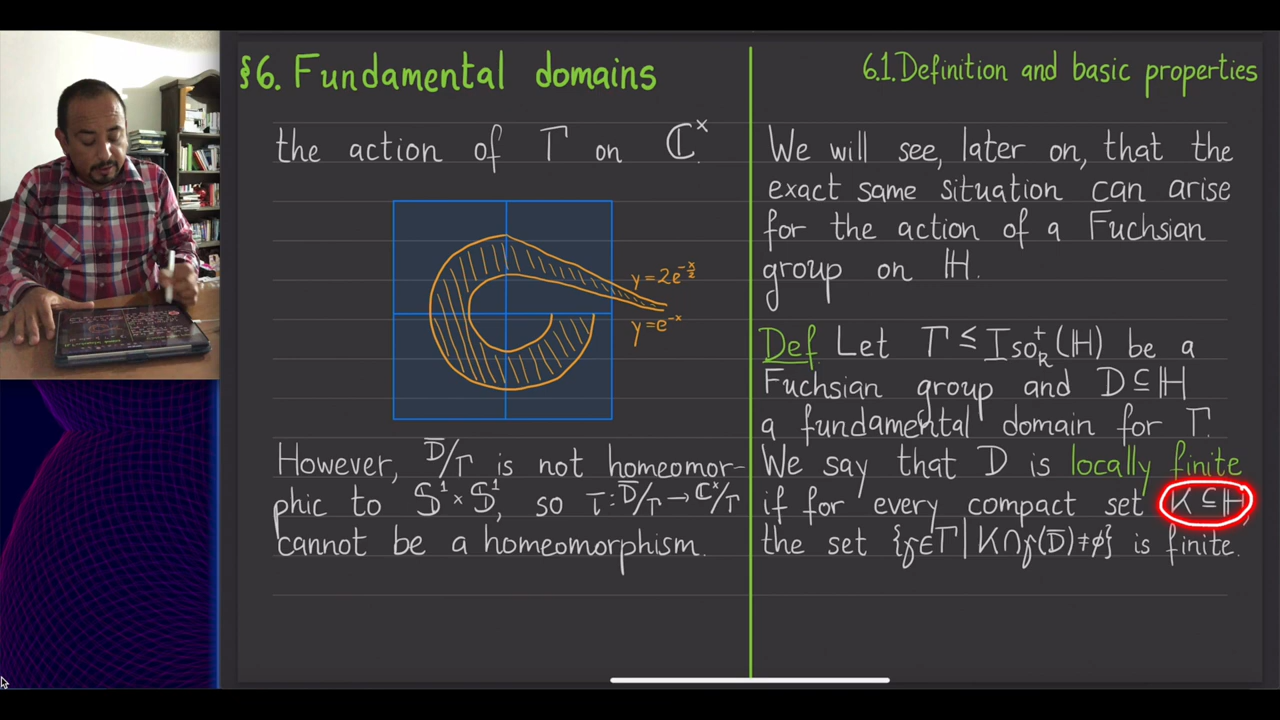 §6. Fundamental domains
the action of Γ on ℂˣ
y=2e^{-x/2}
y=e^{-x}
However, D̄/Γ is not homeomor-
phic to 𝕊¹×𝕊¹, so τ:D̄/Γ→ℂˣ/Γ
cannot be a homeomorphism.
6.1.Definition and basic properties
We will see, later on, that the
exact same situation can arise
for the action of a Fuchsian
group on ℍ.
Def Let Γ ≤ Iso⁺_R(ℍ) be a
Fuchsian group and D⊆ℍ
a fundamental domain for Γ.
We say that D is locally finite
if for every compact set K⊆ℍ,
the set {γ∈Γ|K∩γ(D̄)≠∅} is finite.